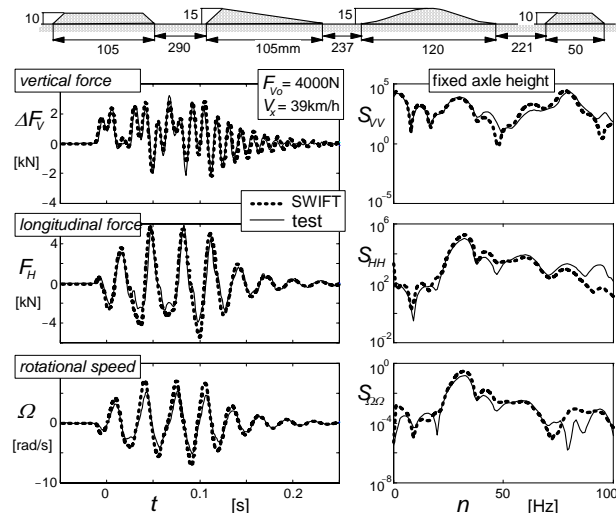 10 15 15 10
105 290 105mm 237 120 221 50
vertical force
F_Vo = 4000N
V_x = 39km/h
fixed axle height
2
ΔF_V
0
[kN]
-2
10^5
S_VV
10^0
10^-5
SWIFT
test
longitudinal force
4
F_H
0
[kN]
-4
10^6
S_HH
10^2
10^-2
rotational speed
Ω
0
[rad/s]
-10
10^0
S_ΩΩ
10^-4
10^-8
0 0.1 0.2
t [s]
0 50 100
n [Hz]